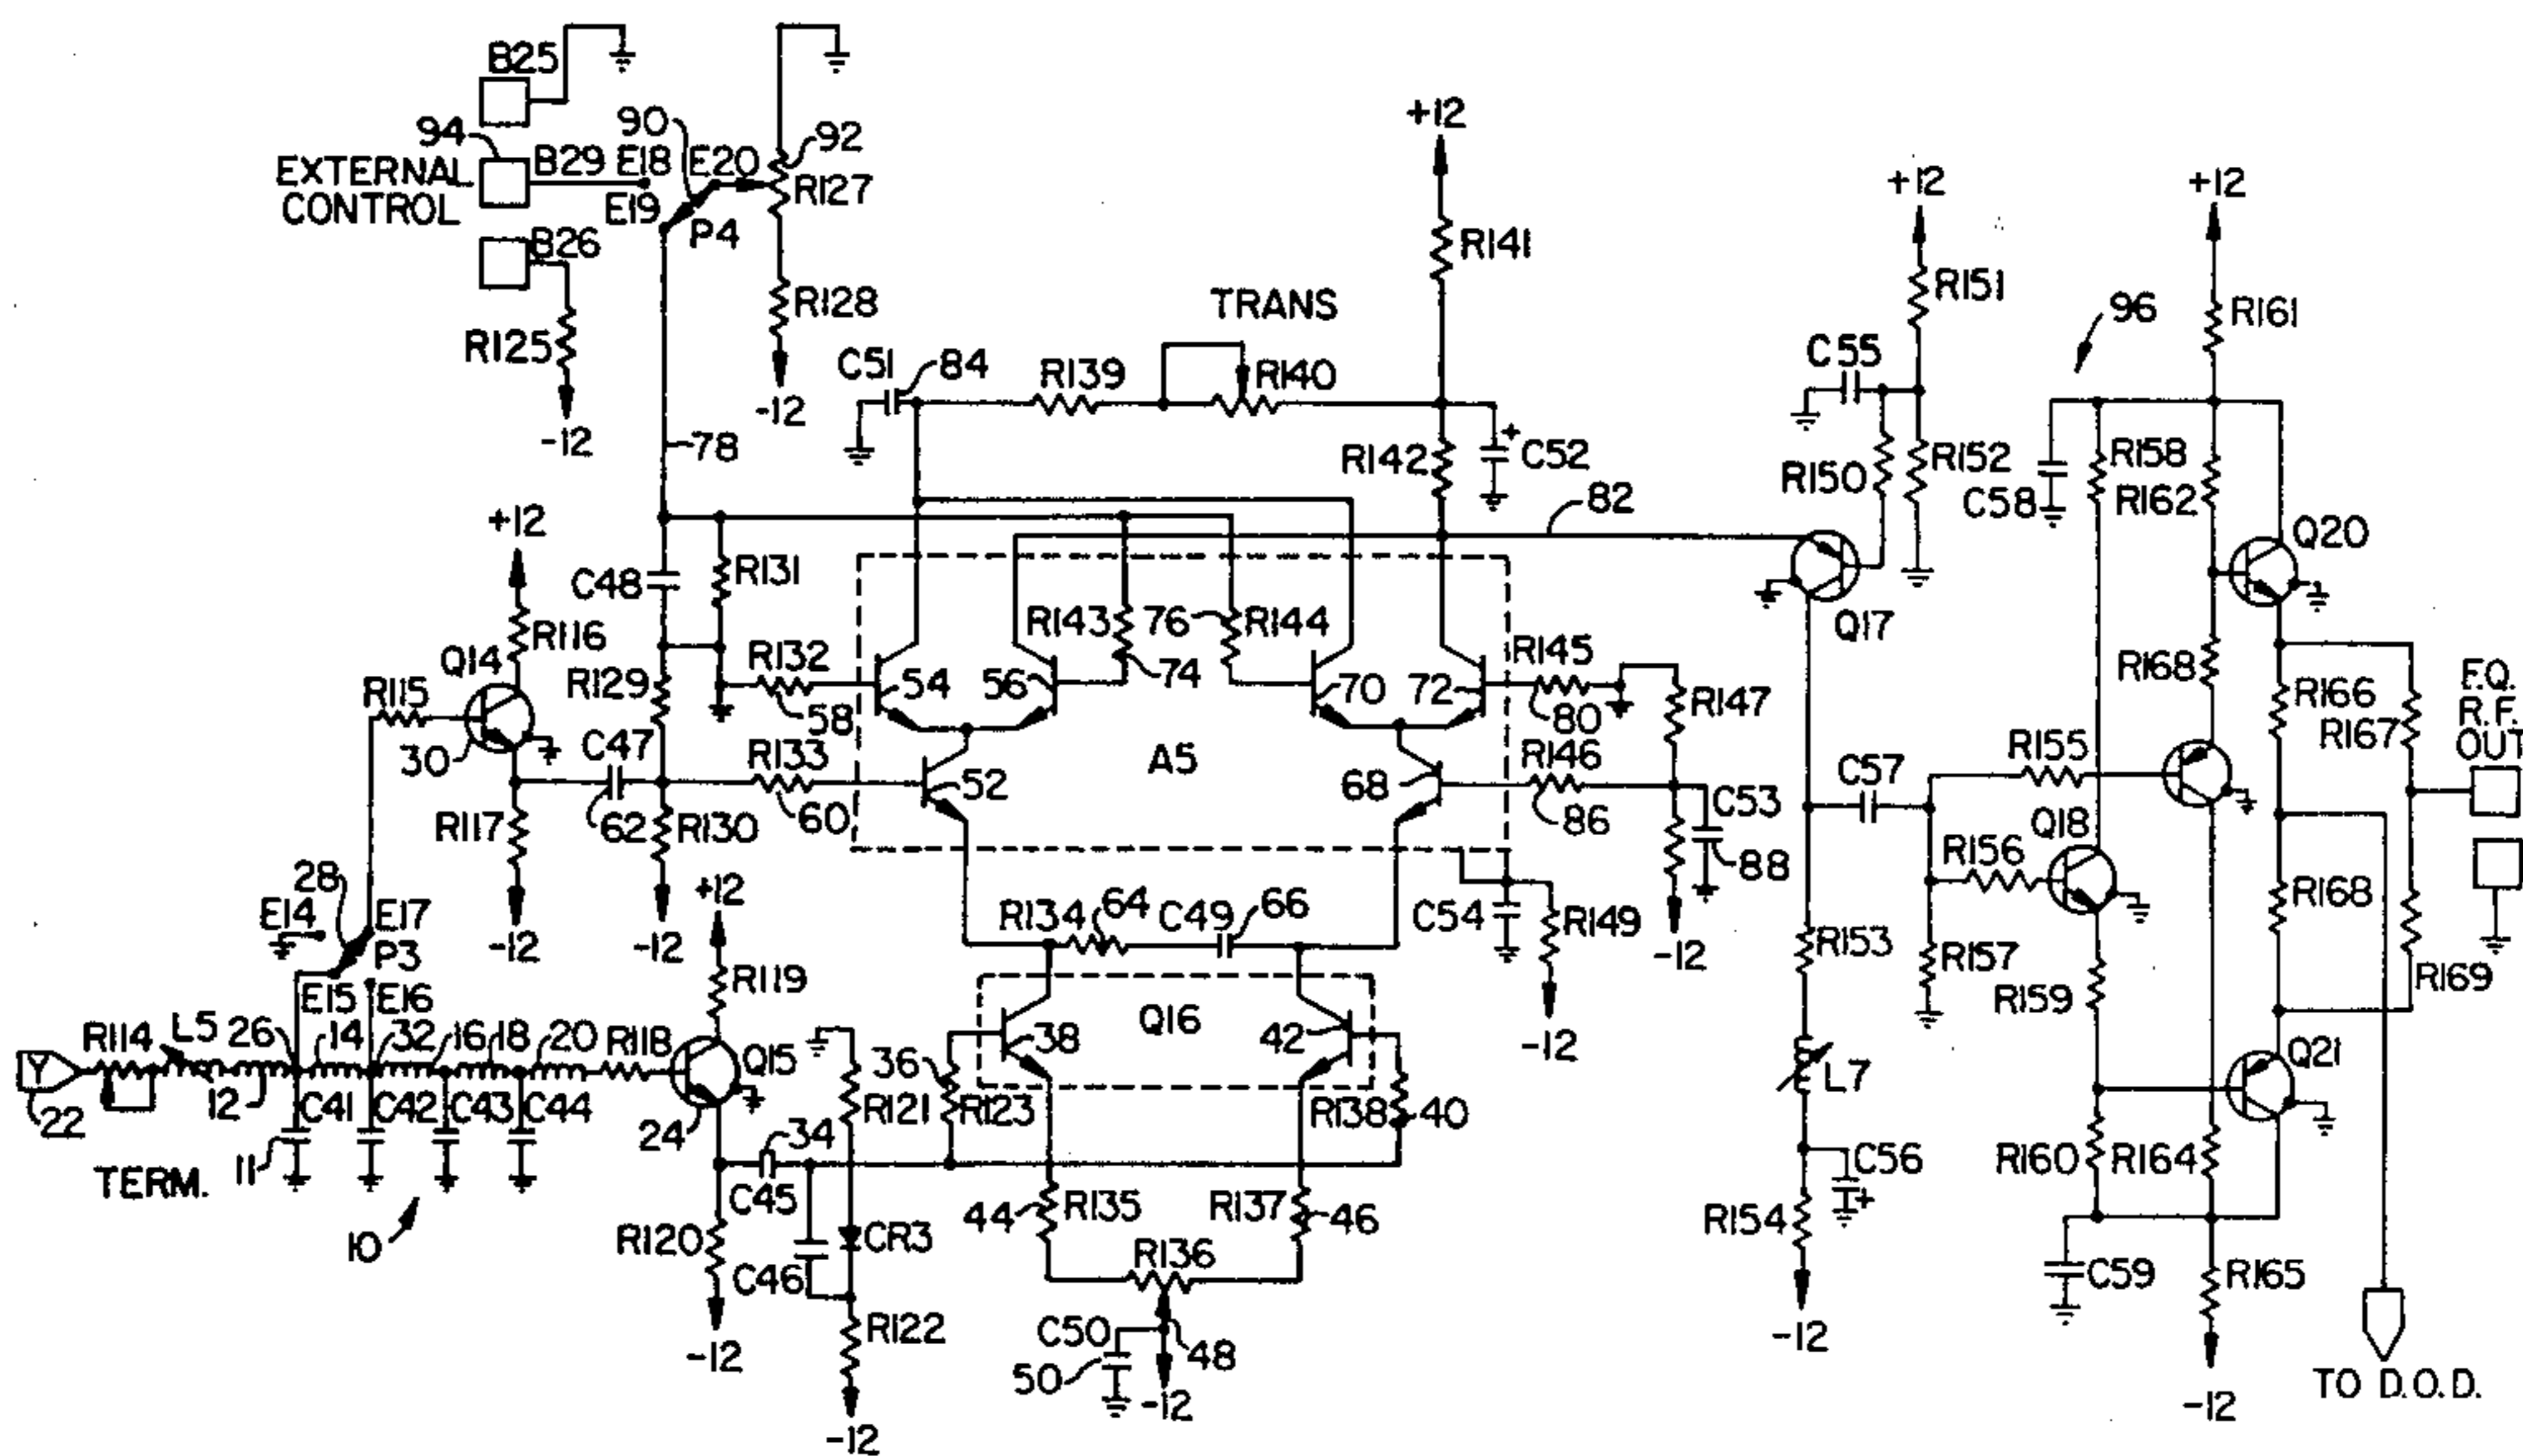 B25
94
90
92
+12
EXTERNAL
CONTROL
B29 E18 E20
R127
E19
P4
+12
+12
B26
R141
R151
R125
R128
TRANS
96
R161
C51
84
R139
R140
C55
-12
-12
78
R142
C52
R150
R152
R158
R162
C58
82
+12
C48
R131
Q20
R143
76
R144
Q17
R116
Q14
R115
R129
R132
54
56
74
70
72
R145
R147
R168
R166
F.Q.
R.F.
OUT
R167
30
C47
58
80
R133
A5
R146
C57
R155
R117
62
R130
60
52
68
86
C53
Q18
R156
88
28
E17
E14
+12
-12
-12
R134
64
C49
66
C54
R149
-12
R153
R157
R159
R168
R169
P3
E15
E16
R119
Q16
Y
R114
L5
26
14
32
16
18
20
R118
Q15
36
38
42
-12
L7
Q21
22
12
C41
C42
C43
C44
24
R121
R123
R138
40
TERM.
11
34
C45
C56
R160
R164
10
R120
C46
CR3
44
R135
R137
46
R154
R136
C59
R165
-12
R122
C50
50
48
-12
-12
-12
-12
TO D.O.D.